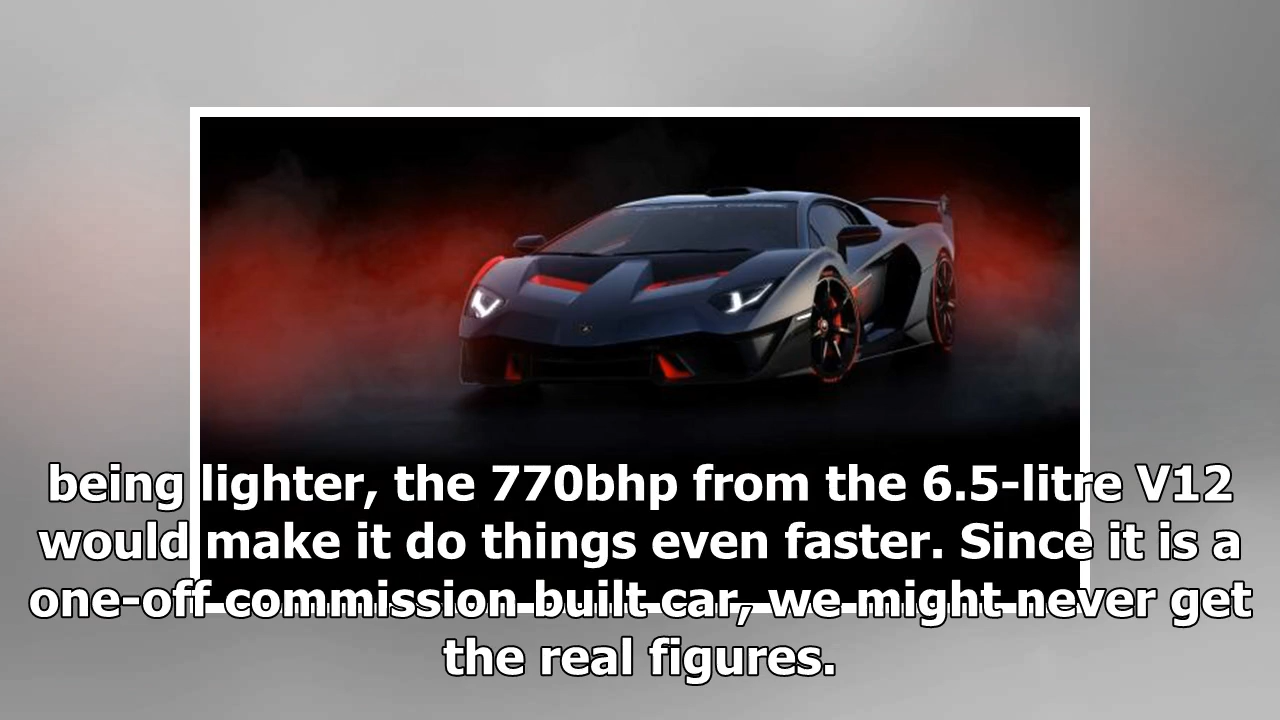 being lighter, the 770bhp from the 6.5-litre V12
would make it do things even faster. Since it is a
one-off commission built car, we might never get
the real figures.